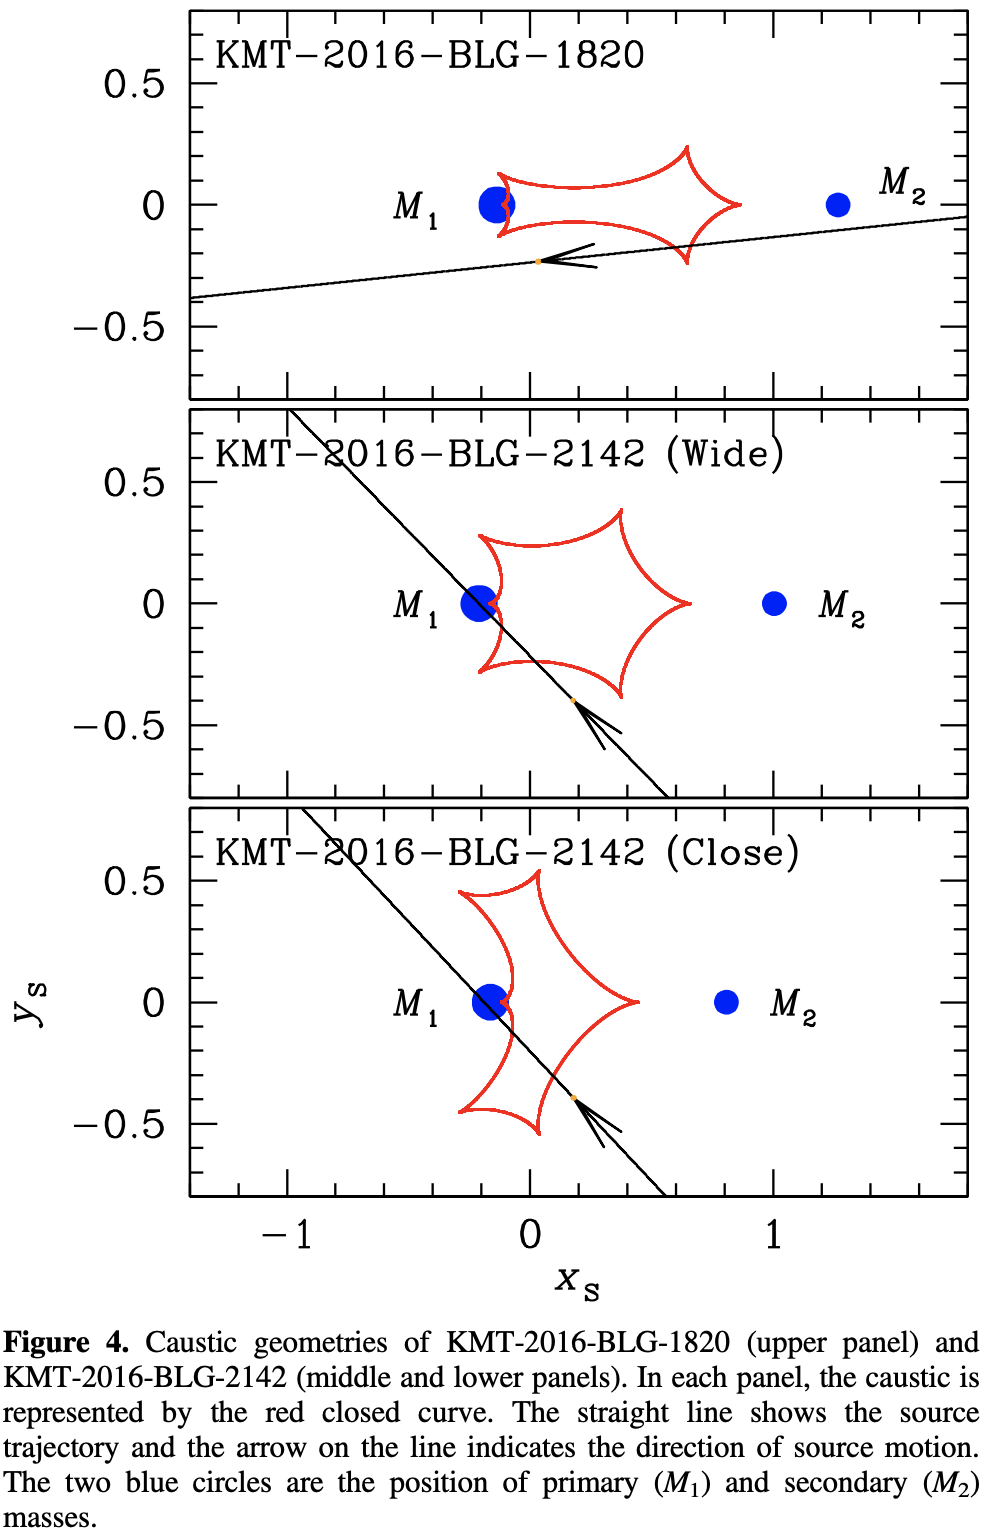 KMT-2016-BLG-1820
0.5
M1
M2
0
-0.5
KMT-2016-BLG-2142 (Wide)
0.5
M1
M2
0
-0.5
KMT-2016-BLG-2142 (Close)
0.5
M1
M2
0
-0.5
yS
-1 0 1
xS
Figure 4. Caustic geometries of KMT-2016-BLG-1820 (upper panel) and
KMT-2016-BLG-2142 (middle and lower panels). In each panel, the caustic is
represented by the red closed curve. The straight line shows the source
trajectory and the arrow on the line indicates the direction of source motion.
The two blue circles are the position of primary (M1) and secondary (M2)
masses.